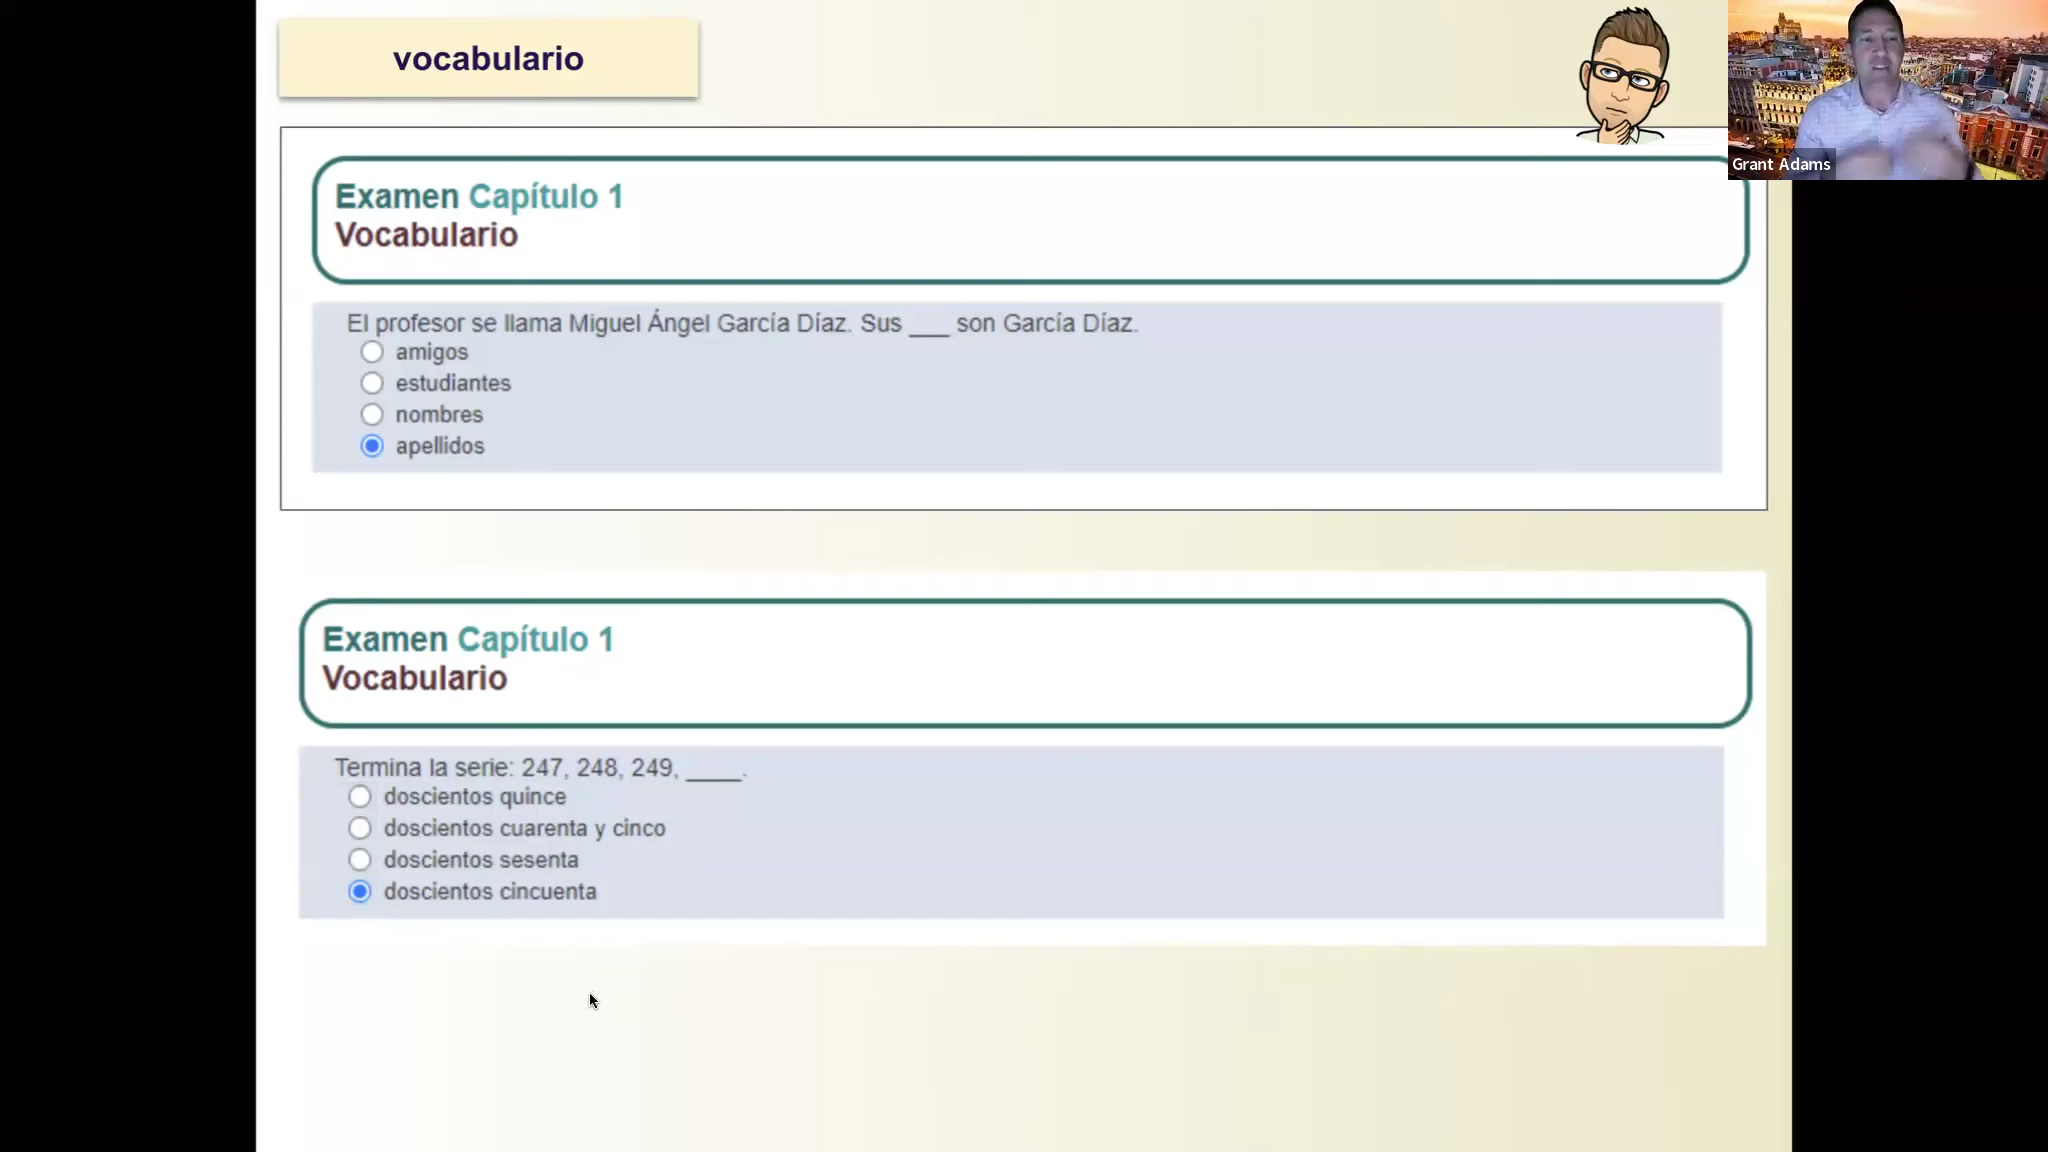 vocabulario
Grant Adams
Examen Capítulo 1
Vocabulario
El profesor se llama Miguel Ángel García Díaz. Sus ___ son García Díaz.
amigos
estudiantes
nombres
apellidos
Examen Capítulo 1
Vocabulario
Termina la serie: 247, 248, 249, ____.
doscientos quince
doscientos cuarenta y cinco
doscientos sesenta
doscientos cincuenta